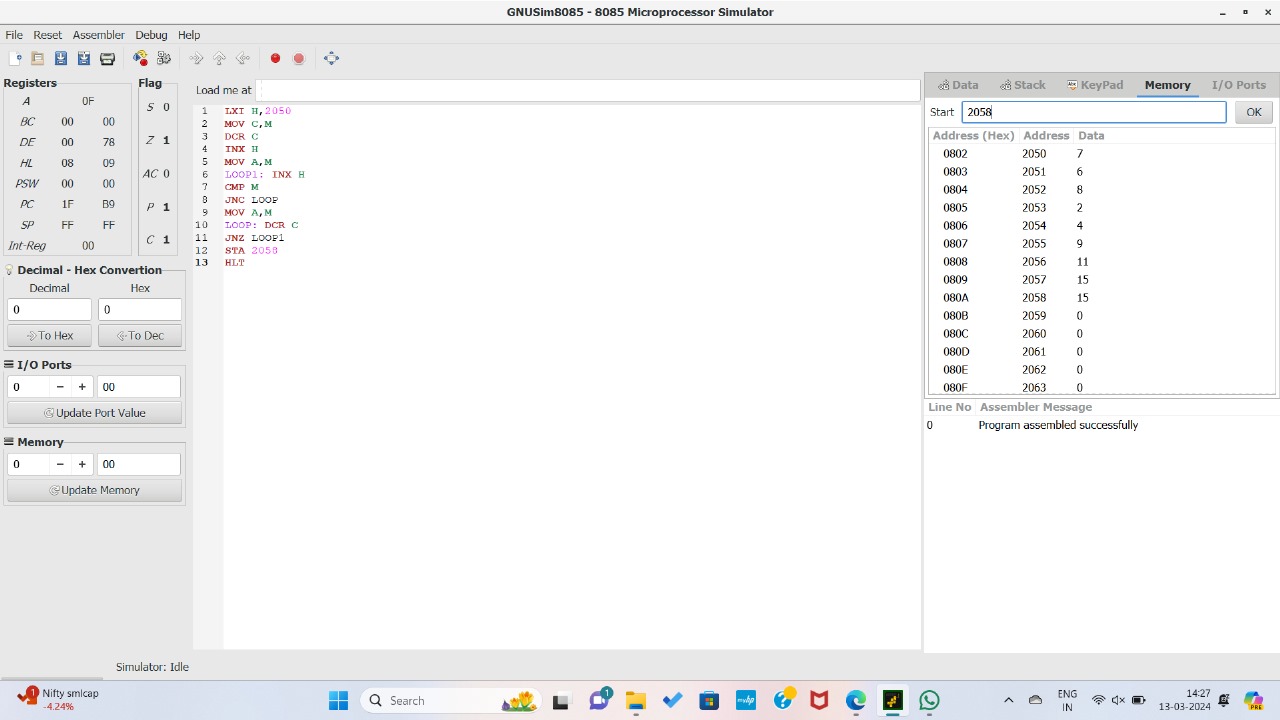 GNUSim8085 - 8085 Microprocessor Simulator
File Reset Assembler Debug Help
Registers
A 0F
BC 00 00
DE 00 78
HL 08 09
PSW 00 00
PC 1F B9
SP FF FF
Int-Reg 00
Flag
S 0
Z 1
AC 0
P 1
C 1
Decimal - Hex Convertion
Decimal Hex
0 0
To Hex To Dec
I/O Ports
0 − + 00
Update Port Value
Memory
0 − + 00
Update Memory
Load me at
1 LXI H,2050
2 MOV C,M
3 DCR C
4 INX H
5 MOV A,M
6 LOOP1: INX H
7 CMP M
8 JNC LOOP
9 MOV A,M
10 LOOP: DCR C
11 JNZ LOOP1
12 STA 2058
13 HLT
Data Stack KeyPad Memory I/O Ports
Start 2058 OK
Address (Hex) Address Data
0802 2050 7
0803 2051 6
0804 2052 8
0805 2053 2
0806 2054 4
0807 2055 9
0808 2056 11
0809 2057 15
080A 2058 15
080B 2059 0
080C 2060 0
080D 2061 0
080E 2062 0
080F 2063 0
Line No Assembler Message
0 Program assembled successfully
Simulator: Idle
1 Nifty smlcap
-4.24%
Search
1
myhp
ENG
IN
14:27
13-03-2024
PRE